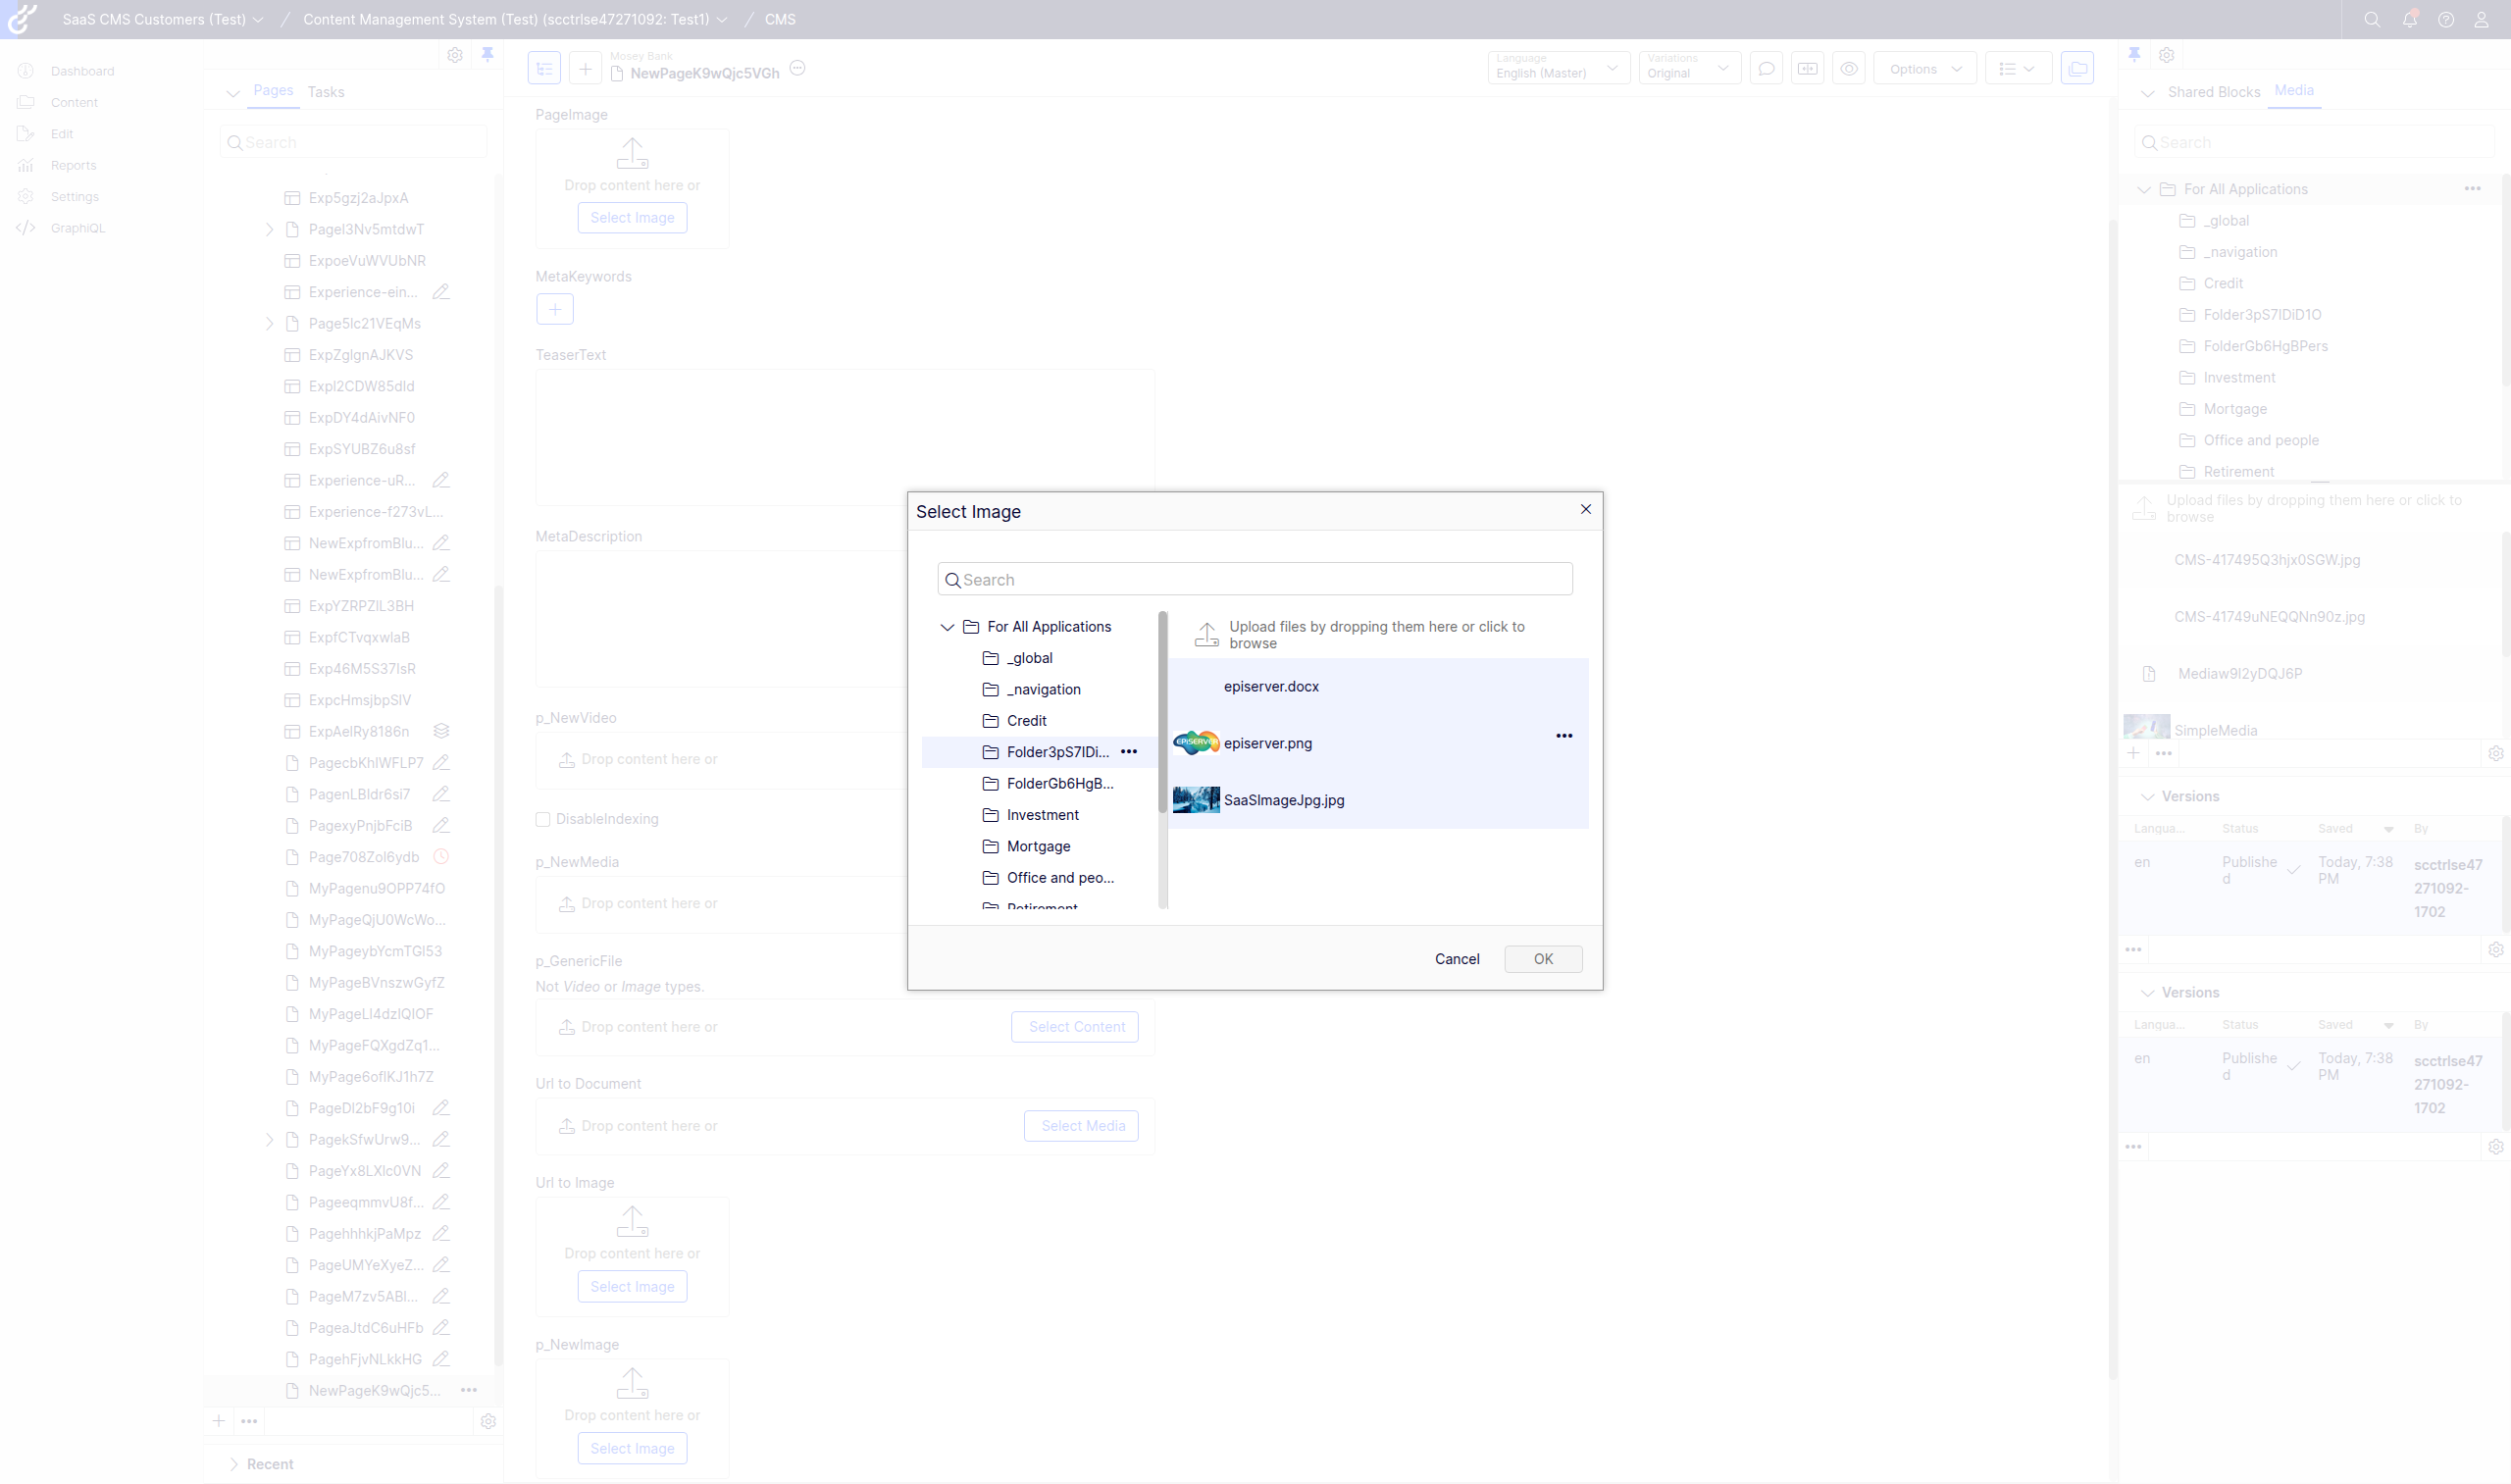 SaaS CMS Customers (Test) / Content Management System (Test) (scctrlse47271092: Test1) / CMS
Dashboard
Content
Edit
Reports
Settings
GraphiQL
Pages Tasks
Search
Exp5gzj2aJpxA
PageI3Nv5mtdwT
ExpoeVuWVUbNR
Experience-ein...
Page5lc21VEqMs
ExpZglgnAJKVS
ExpI2CDW85dId
ExpDY4dAivNF0
ExpSYUBZ6u8sf
Experience-uR...
Experience-f273vL...
NewExpfromBlu...
NewExpfromBlu...
ExpYZRPZIL3BH
ExpfCTvqxwlaB
Exp46M5S37IsR
ExpcHmsjbpSIV
ExpAelRy8186n
PagecbKhIWFLP7
PagenLBldr6si7
PagexyPnjbFciB
Page708Zol6ydb
MyPagenu9OPP74fO
MyPageQjU0WcWo...
MyPageybYcmTGI53
MyPageBVnszwGyfZ
MyPageLI4dzIQIOF
MyPageFQXgdZq1...
MyPage6ofIKJ1h7Z
PageDI2bF9g10i
PagekSfwUrw9...
PageYx8LXIc0VN
PageeqmmvU8f...
PagehhhkjPaMpz
PageUMYeXyeZ...
PageM7zv5ABI...
PageaJtdC6uHFb
PagehFjvNLkkHG
NewPageK9wQjc5...
Recent
Mosey Bank
NewPageK9wQjc5VGh
Language
English (Master)
Variations
Original
Options
PageImage
Drop content here or
Select Image
MetaKeywords
TeaserText
MetaDescription
p_NewVideo
Drop content here or
DisableIndexing
p_NewMedia
Drop content here or
p_GenericFile
Not Video or Image types.
Drop content here or
Select Content
Url to Document
Drop content here or
Select Media
Url to Image
Drop content here or
Select Image
p_NewImage
Drop content here or
Select Image
Select Image
Search
For All Applications
_global
_navigation
Credit
Folder3pS7IDi...
FolderGb6HgB...
Investment
Mortgage
Office and peo...
Retirement
Upload files by dropping them here or click to
browse
episerver.docx
episerver.png
SaaSImageJpg.jpg
Cancel
OK
Shared Blocks Media
Search
For All Applications
_global
_navigation
Credit
Folder3pS7IDiD1O
FolderGb6HgBPers
Investment
Mortgage
Office and people
Retirement
Upload files by dropping them here or click to
browse
CMS-417495Q3hjx0SGW.jpg
CMS-41749uNEQQNn90z.jpg
Mediaw9I2yDQJ6P
SimpleMedia
Versions
Langua... Status Saved By
en Publishe Today, 7:38 scctrlse47
d PM 271092-
1702
Versions
Langua... Status Saved By
en Publishe Today, 7:38 scctrlse47
d PM 271092-
1702